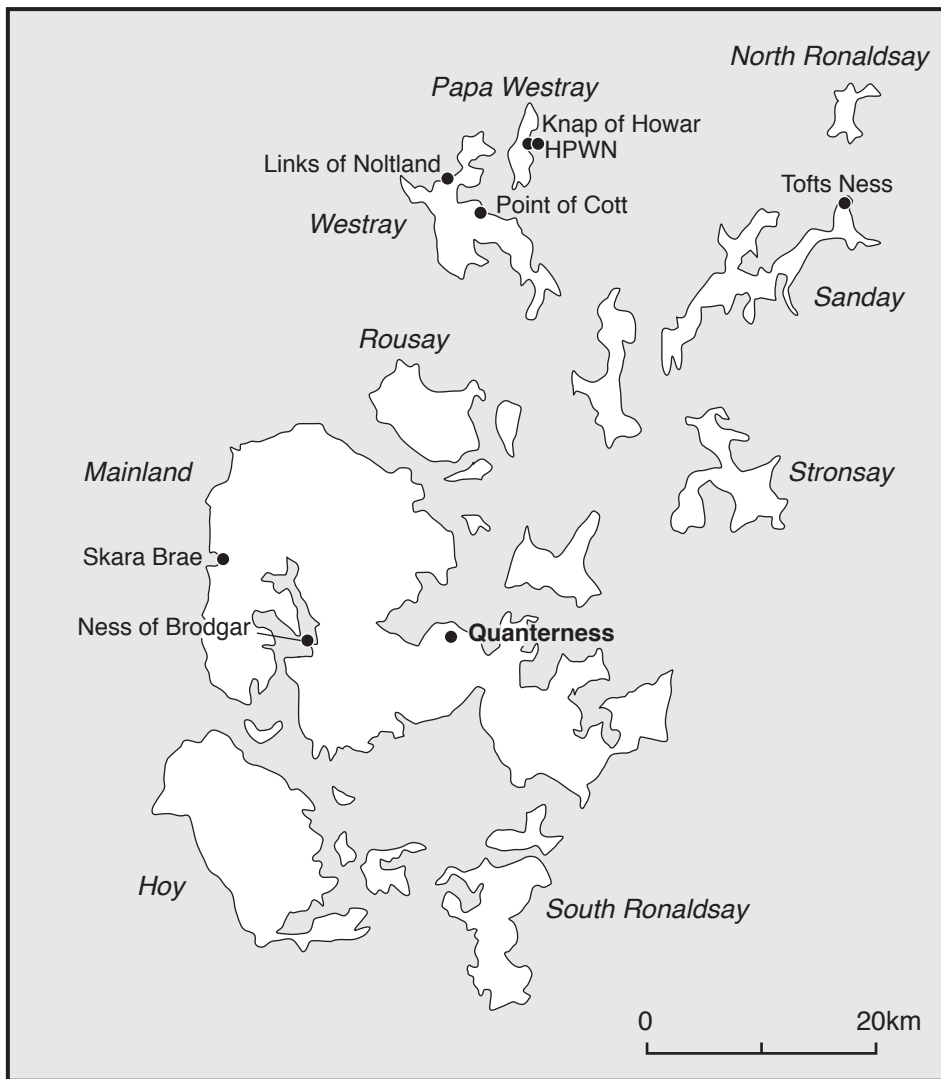 North Ronaldsay
Papa Westray
Knap of Howar
HPWN
Links of Noltland
Tofts Ness
Point of Cott
Westray
Sanday
Rousay
Mainland
Stronsay
Skara Brae
Ness of Brodgar
Quanterness
Hoy
South Ronaldsay
0 20km